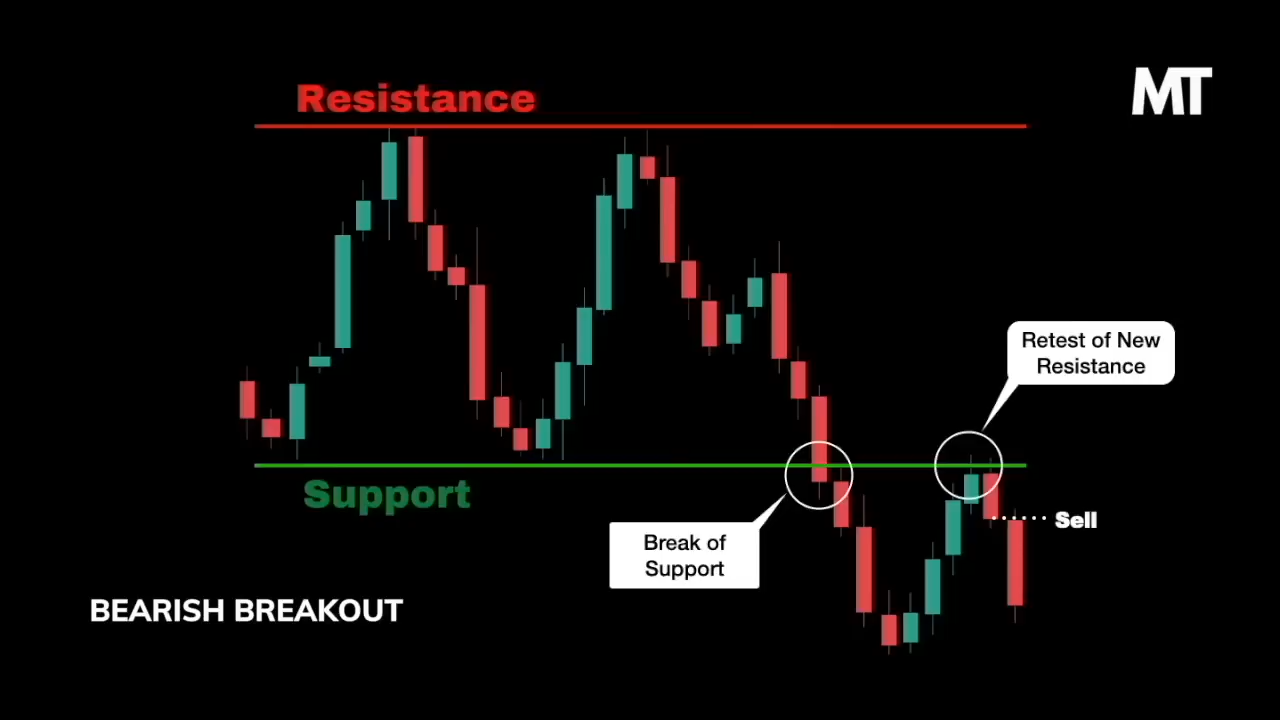 Resistance
MT
Retest of New
Resistance
Support
Sell
Break of
Support
BEARISH BREAKOUT